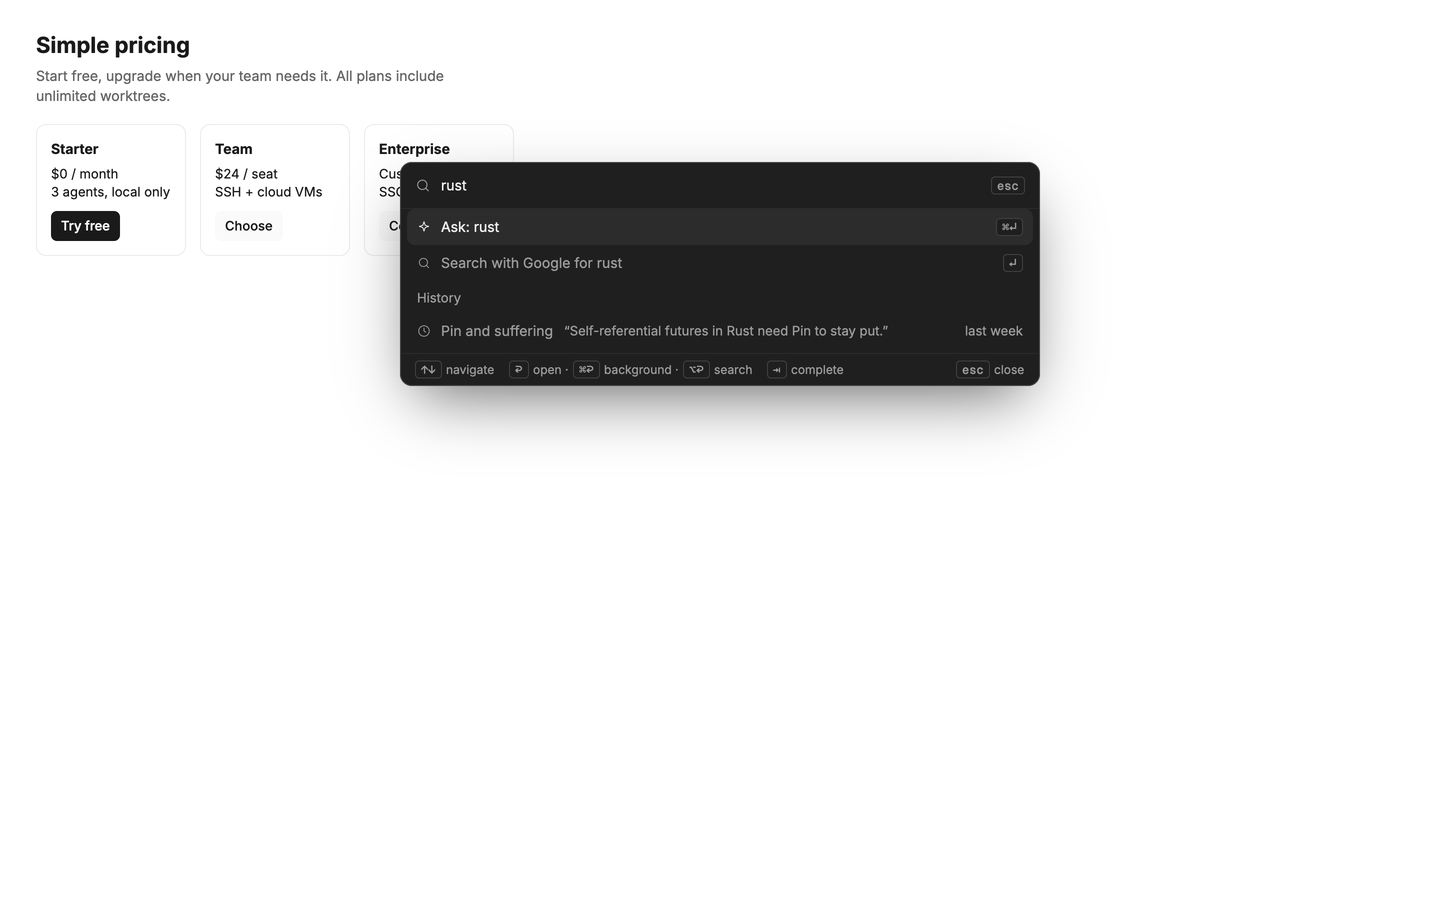 Simple pricing
Start free, upgrade when your team needs it. All plans include
unlimited worktrees.
Starter
$0 / month
3 agents, local only
Try free
Team
$24 / seat
SSH + cloud VMs
Choose
Enterprise
rust
esc
Ask: rust
⌘↵
Search with Google for rust
↵
History
Pin and suffering “Self-referential futures in Rust need Pin to stay put.” last week
↑↓ navigate ↵ open · ⌘↵ background · ⌥↵ search ⇥ complete esc close